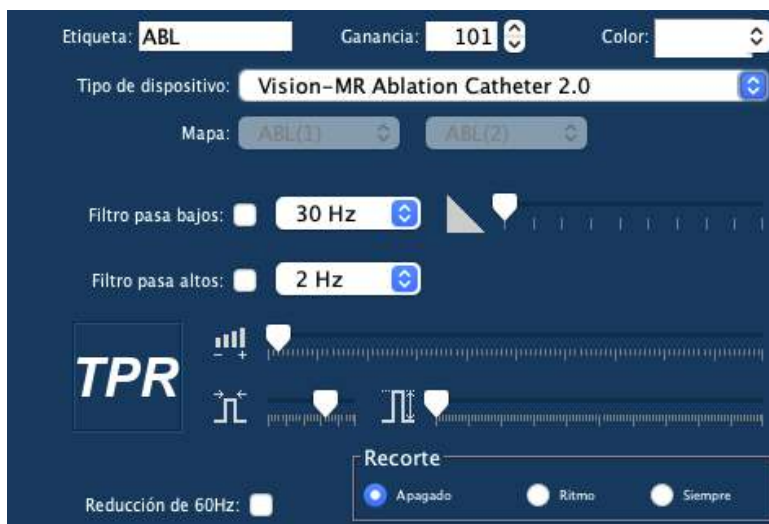 Etiqueta: ABL Ganancia: 101 Color:
Tipo de dispositivo: Vision-MR Ablation Catheter 2.0
Mapa: ABL(1) ABL(2)
Filtro pasa bajos: 30 Hz
Filtro pasa altos: 2 Hz
TPR
Recorte
Reducción de 60Hz: Apagado Ritmo Siempre